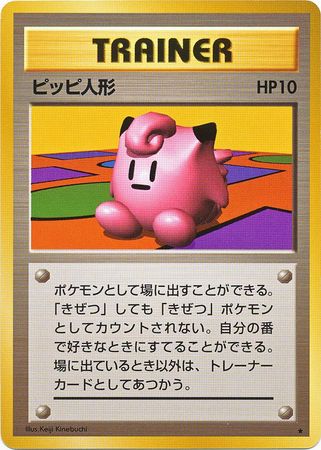 TRAINER
ピッピ人形
HP10
ポケモンとして場に出すことができる。
「きぜつ」しても「きぜつ」ポケモン
としてカウントされない。自分の番
で好きなときにすてることができる。
場に出ているとき以外は、トレーナー
カードとしてあつかう。
Illus.Keiji Kinebuchi
★